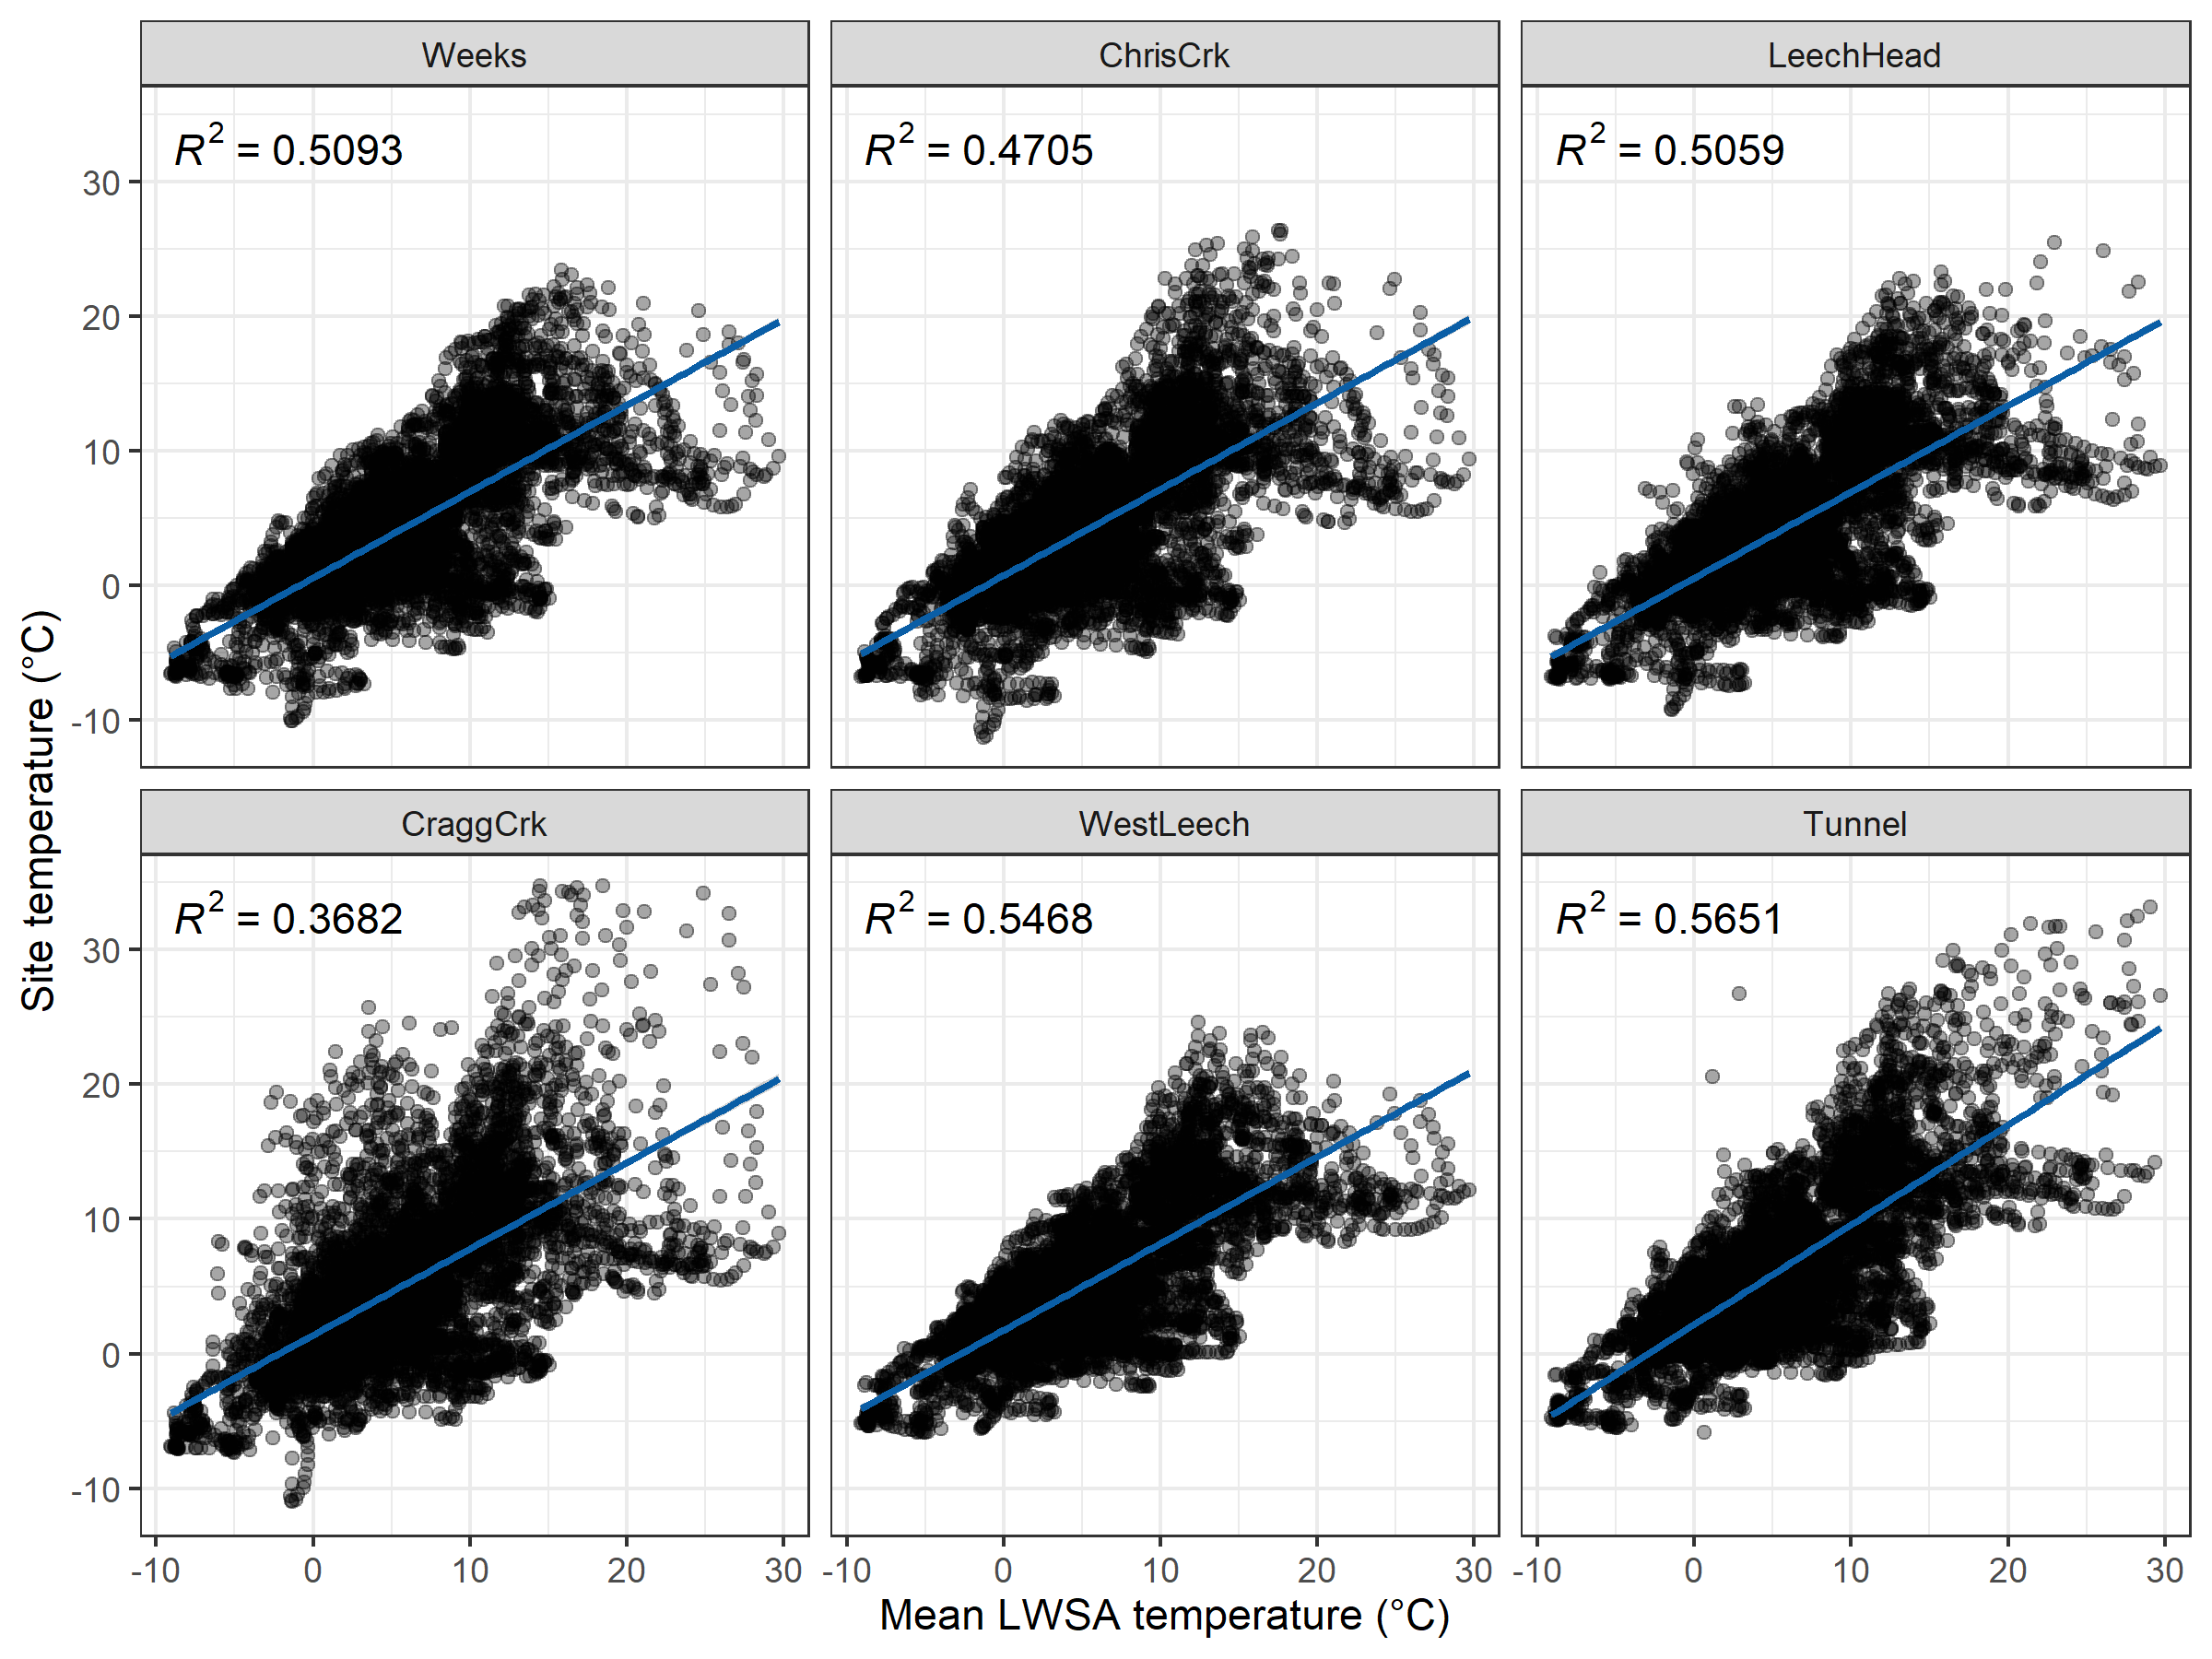 Weeks
ChrisCrk
LeechHead
R² = 0.5093
R² = 0.4705
R² = 0.5059
30
20
10
0
-10
CraggCrk
WestLeech
Tunnel
R² = 0.3682
R² = 0.5468
R² = 0.5651
30
20
10
0
-10
Site temperature (°C)
-10 0 10 20 30
-10 0 10 20 30
-10 0 10 20 30
Mean LWSA temperature (°C)